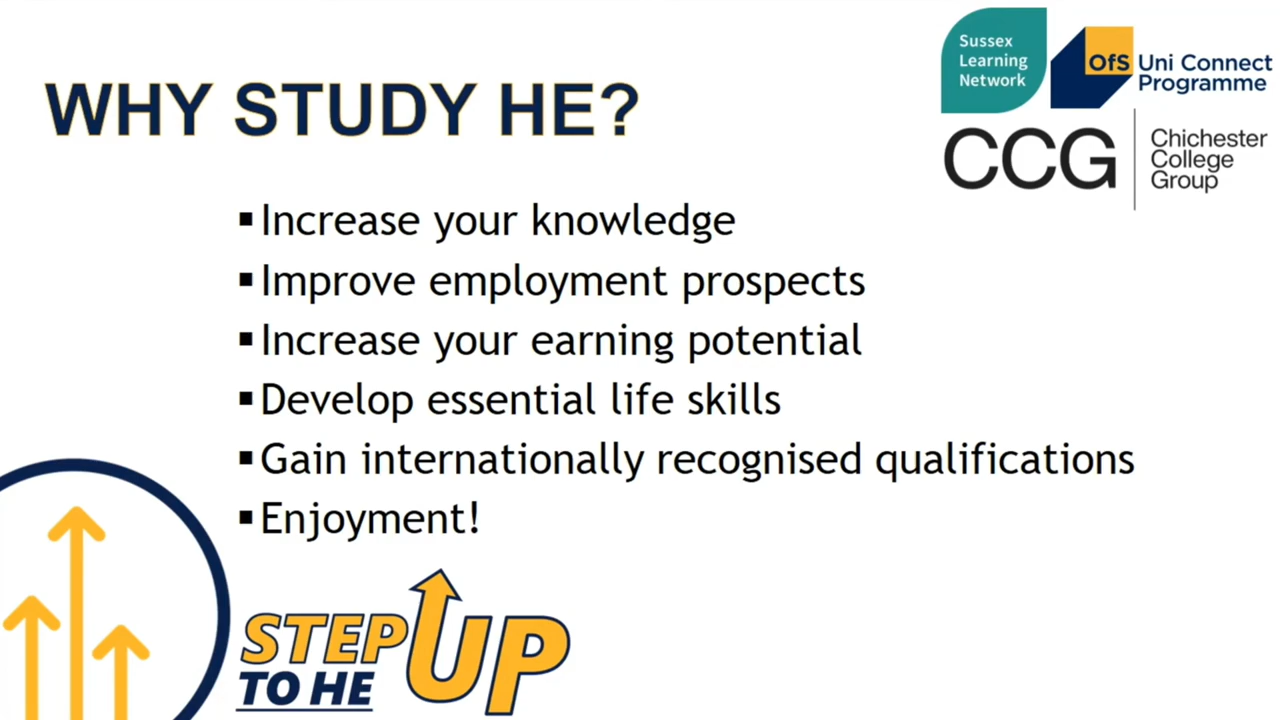 Sussex
Learning
Network
OfS Uni Connect
Programme
WHY STUDY HE?
CCG
Chichester
College
Group
▪Increase your knowledge
▪Improve employment prospects
▪Increase your earning potential
▪Develop essential life skills
▪Gain internationally recognised qualifications
▪Enjoyment!
STEP UP
TO HE